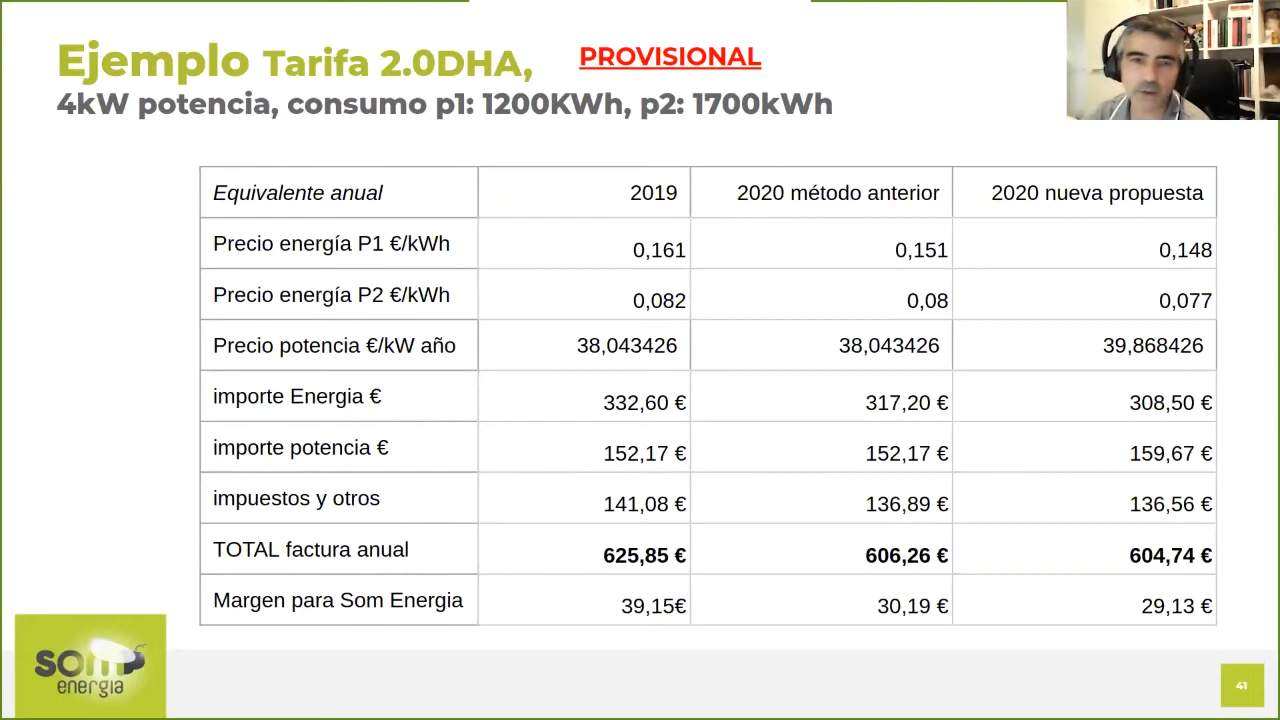 Ejemplo Tarifa 2.0DHA, PROVISIONAL
4kW potencia, consumo p1: 1200KWh, p2: 1700kWh
Equivalente anual 2019 2020 método anterior 2020 nueva propuesta
Precio energía P1 €/kWh 0,161 0,151 0,148
Precio energía P2 €/kWh 0,082 0,08 0,077
Precio potencia €/kW año 38,043426 38,043426 39,868426
importe Energia € 332,60 € 317,20 € 308,50 €
importe potencia € 152,17 € 152,17 € 159,67 €
impuestos y otros 141,08 € 136,89 € 136,56 €
TOTAL factura anual 625,85 € 606,26 € 604,74 €
Margen para Som Energia 39,15€ 30,19 € 29,13 €
som
energia
41